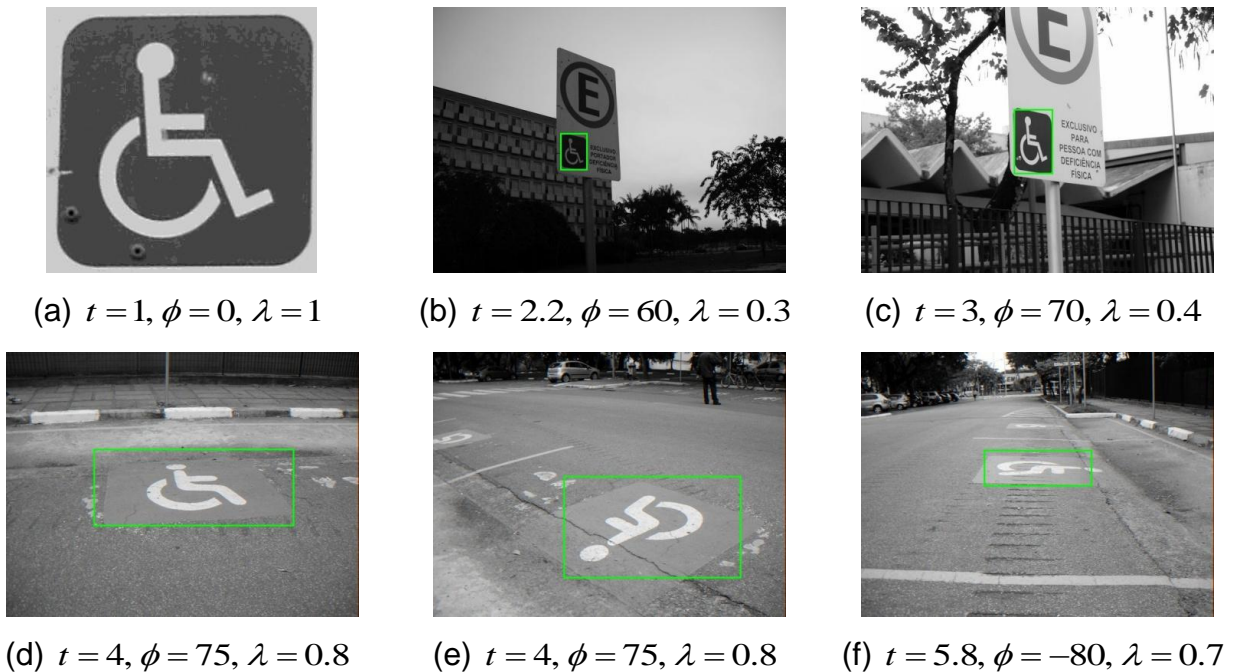 (a) t = 1, ϕ = 0, λ = 1
E
EXCLUSIVO
PORTADOR
DEFICIÊNCIA
FÍSICA
(b) t = 2.2, ϕ = 60, λ = 0.3
E
EXCLUSIVO
PARA
PESSOA COM
DEFICIÊNCIA
FÍSICA
(c) t = 3, ϕ = 70, λ = 0.4
(d) t = 4, ϕ = 75, λ = 0.8
(e) t = 4, ϕ = 75, λ = 0.8
(f) t = 5.8, ϕ = −80, λ = 0.7